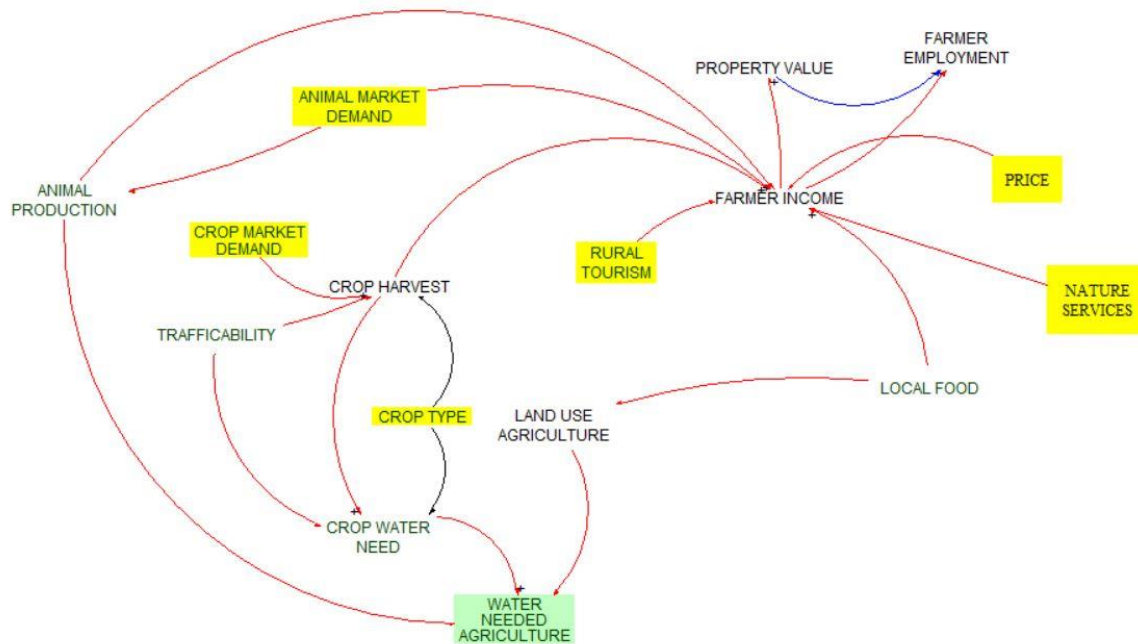 FARMER
EMPLOYMENT
PROPERTY VALUE
ANIMAL MARKET
DEMAND
ANIMAL
PRODUCTION
FARMER INCOME
PRICE
CROP MARKET
DEMAND
RURAL
TOURISM
CROP HARVEST
NATURE
SERVICES
TRAFFICABILITY
LOCAL FOOD
CROP TYPE
LAND USE
AGRICULTURE
CROP WATER
NEED
WATER
NEEDED
AGRICULTURE